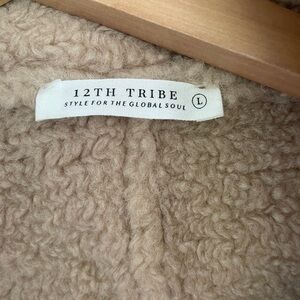 12TH TRIBE
STYLE FOR THE GLOBAL SOUL
L